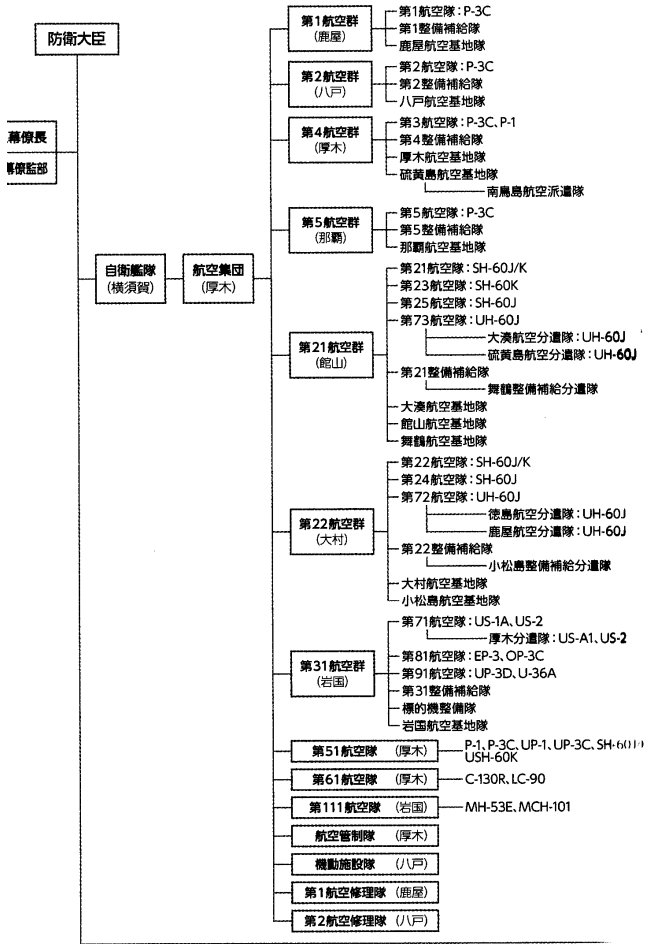 防衛大臣
幕僚長
幕僚監部
自衛艦隊
(横須賀)
航空集団
(厚木)
第1航空群
(鹿屋)
第1航空隊：P-3C
第1整備補給隊
鹿屋航空基地隊
第2航空群
(八戸)
第2航空隊：P-3C
第2整備補給隊
八戸航空基地隊
第4航空群
(厚木)
第3航空隊：P-3C、P-1
第4整備補給隊
厚木航空基地隊
硫黄島航空基地隊
南鳥島航空派遣隊
第5航空群
(那覇)
第5航空隊：P-3C
第5整備補給隊
那覇航空基地隊
第21航空群
(館山)
第21航空隊：SH-60J/K
第23航空隊：SH-60K
第25航空隊：SH-60J
第73航空隊：UH-60J
大湊航空分遣隊：UH-60J
硫黄島航空分遣隊：UH-60J
第21整備補給隊
舞鶴整備補給分遣隊
大湊航空基地隊
館山航空基地隊
舞鶴航空基地隊
第22航空群
(大村)
第22航空隊：SH-60J/K
第24航空隊：SH-60J
第72航空隊：UH-60J
徳島航空分遣隊：UH-60J
鹿屋航空分遣隊：UH-60J
第22整備補給隊
小松島整備補給分遣隊
大村航空基地隊
小松島航空基地隊
第31航空群
(岩国)
第71航空隊：US-1A、US-2
厚木分遣隊：US-A1、US-2
第81航空隊：EP-3、OP-3C
第91航空隊：UP-3D、U-36A
第31整備補給隊
標的機整備隊
岩国航空基地隊
第51航空隊 (厚木)
P-1、P-3C、UP-1、UP-3C、SH-60J、
USH-60K
第61航空隊 (厚木)
C-130R、LC-90
第111航空隊 (岩国)
MH-53E、MCH-101
航空管制隊 (厚木)
機動施設隊 (八戸)
第1航空修理隊 (鹿屋)
第2航空修理隊 (八戸)